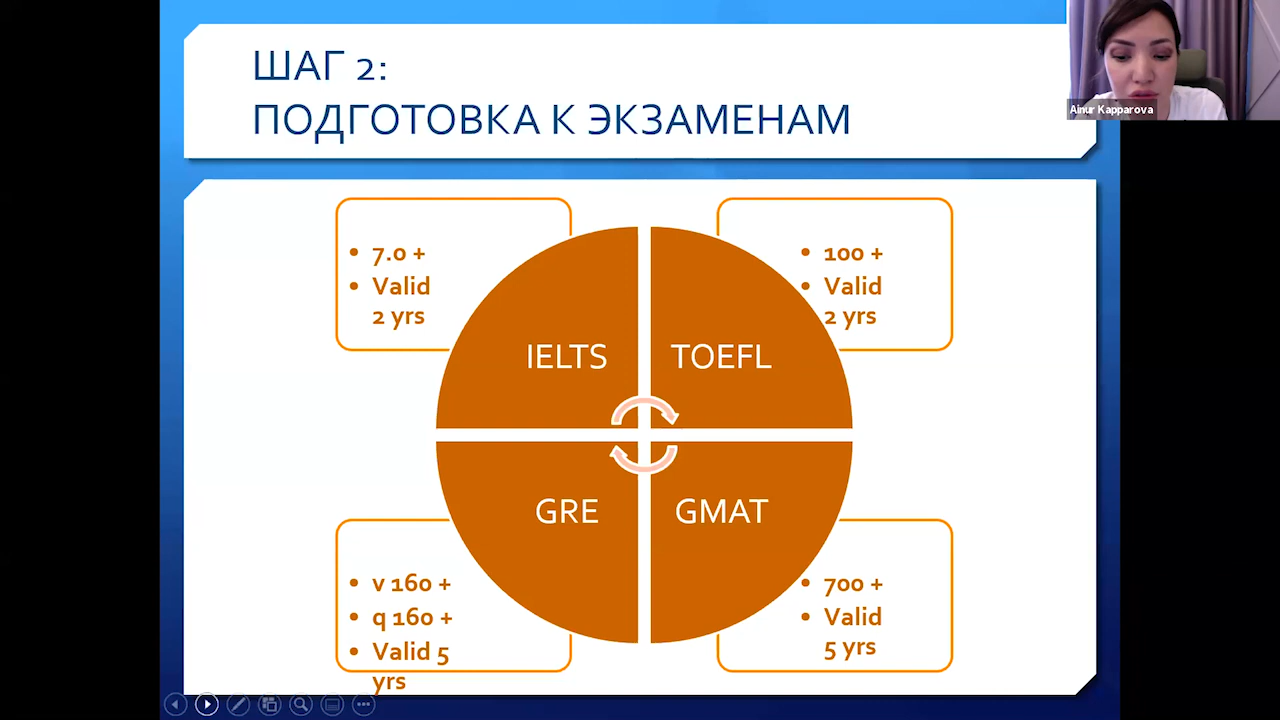 ШАГ 2:
ПОДГОТОВКА К ЭКЗАМЕНАМ
Ainur Kapparova
• 7.0 +
• Valid
2 yrs
• 100 +
• Valid
2 yrs
IELTS
TOEFL
GRE
GMAT
• v 160 +
• q 160 +
• Valid 5
yrs
• 700 +
• Valid
5 yrs